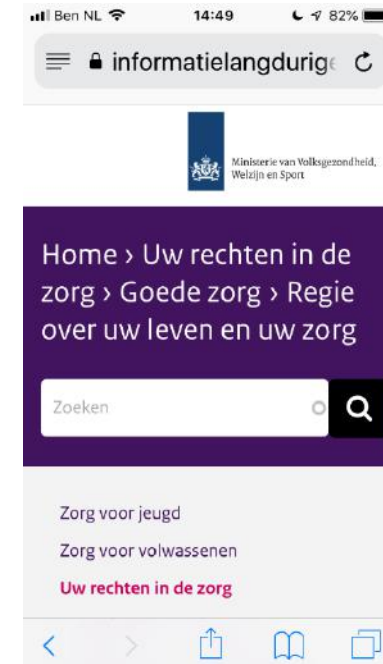 Ben NL 14:49 82%
informatielangdurig
Ministerie van Volksgezondheid,
Welzijn en Sport
Home › Uw rechten in de
zorg › Goede zorg › Regie
over uw leven en uw zorg
Zoeken
Zorg voor jeugd
Zorg voor volwassenen
Uw rechten in de zorg